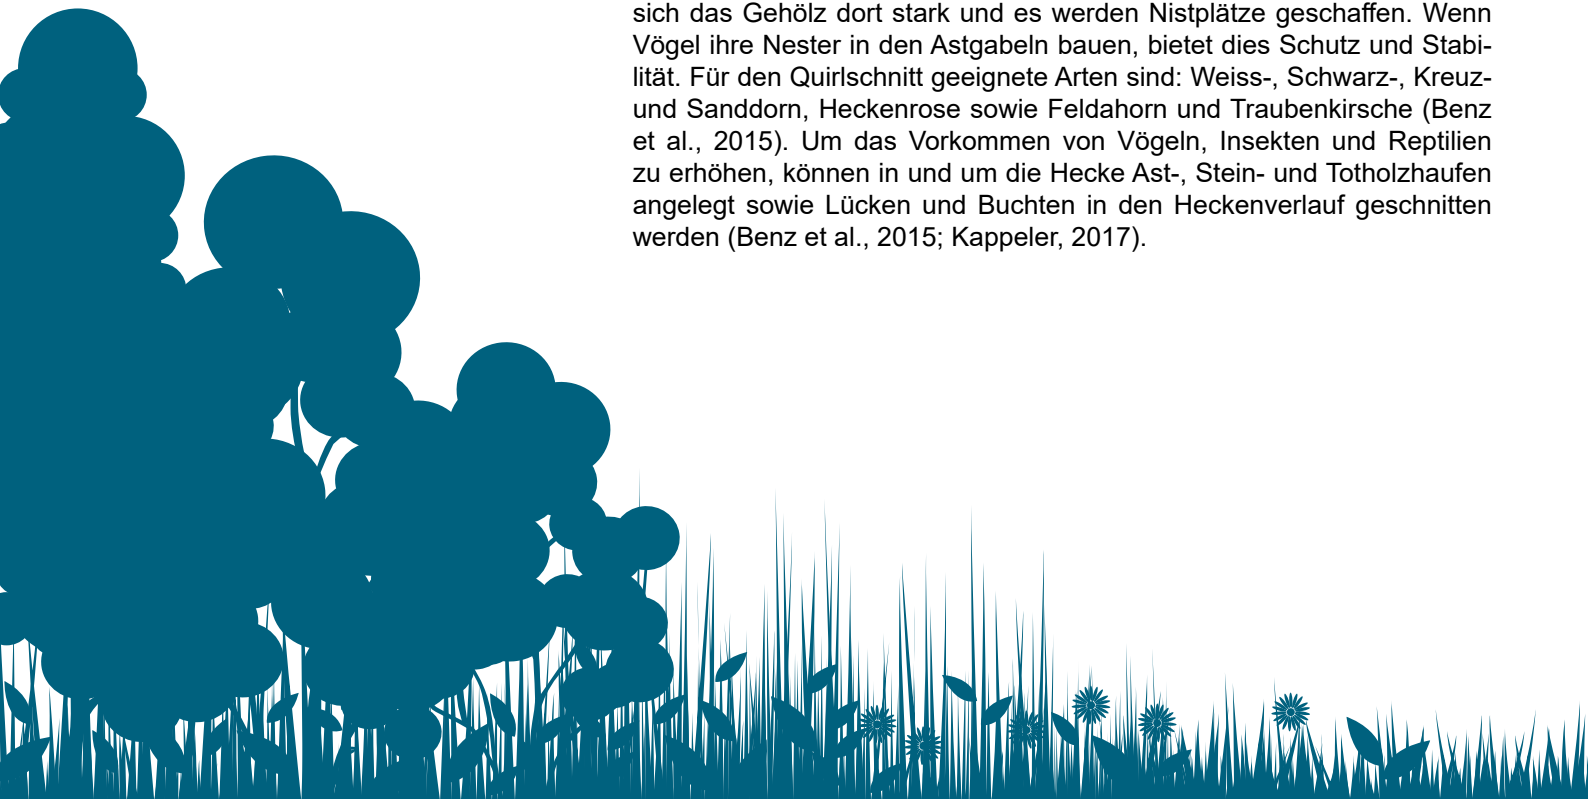 sich das Gehölz dort stark und es werden Nistplätze geschaffen. Wenn
Vögel ihre Nester in den Astgabeln bauen, bietet dies Schutz und Stabi-
lität. Für den Quirlschnitt geeignete Arten sind: Weiss-, Schwarz-, Kreuz-
und Sanddorn, Heckenrose sowie Feldahorn und Traubenkirsche (Benz
et al., 2015). Um das Vorkommen von Vögeln, Insekten und Reptilien
zu erhöhen, können in und um die Hecke Ast-, Stein- und Totholzhaufen
angelegt sowie Lücken und Buchten in den Heckenverlauf geschnitten
werden (Benz et al., 2015; Kappeler, 2017).